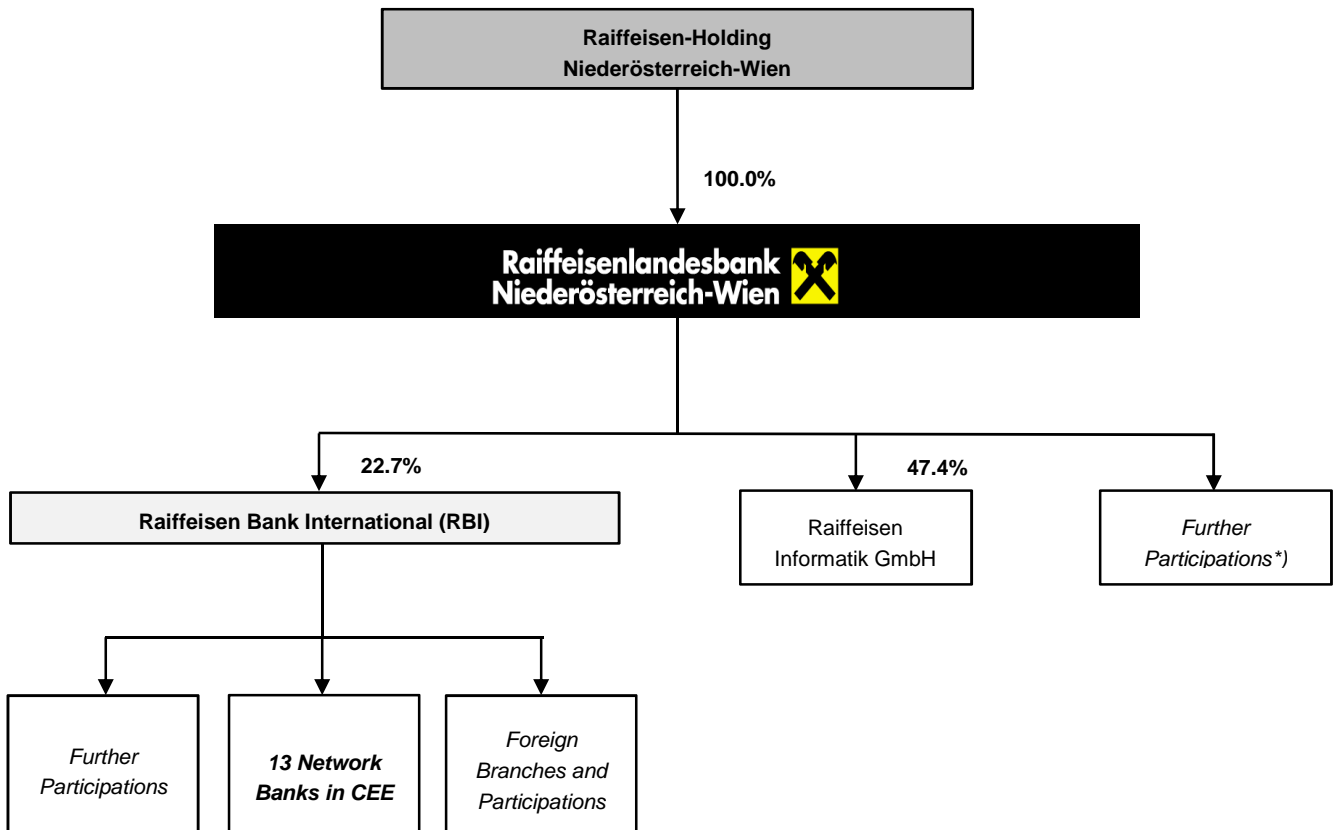 Raiffeisen-Holding
Niederösterreich-Wien
100.0%
Raiffeisenlandesbank
Niederösterreich-Wien
22.7%
47.4%
Raiffeisen Bank International (RBI)
Raiffeisen
Informatik GmbH
Further
Participations*)
Further
Participations
13 Network
Banks in CEE
Foreign
Branches and
Participations